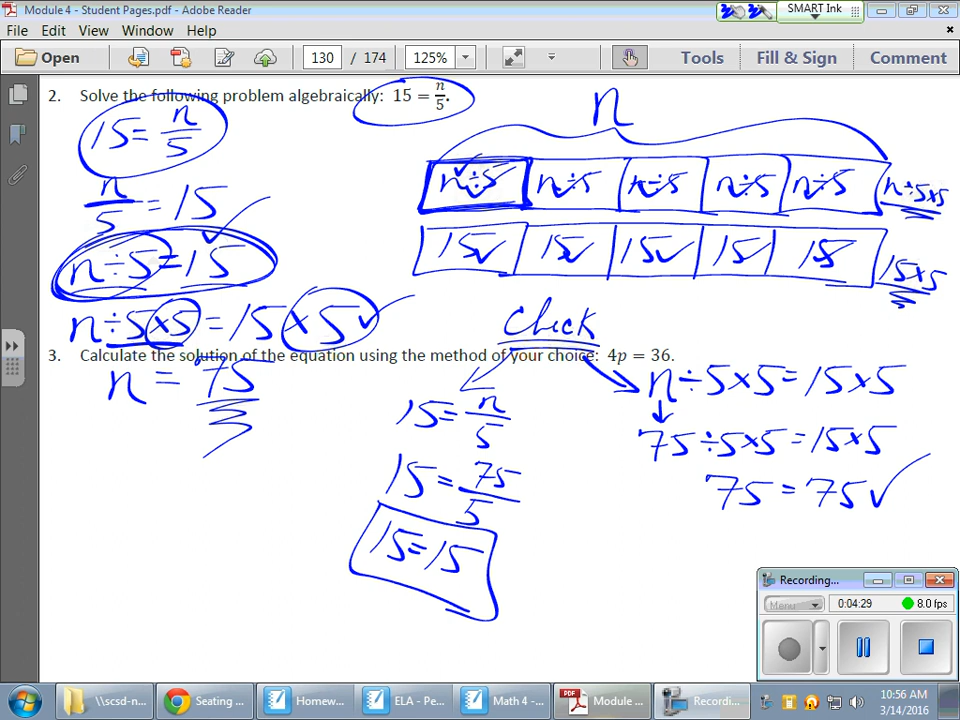 Module 4 - Student Pages.pdf - Adobe Reader
SMART Ink
File Edit View Window Help
Open 130 / 174 125% Tools Fill & Sign Comment
2. Solve the following problem algebraically: 15 = n/5.
15 = n/5
n/5 = 15
n ÷ 5 = 15
n ÷ 5 × 5 = 15 × 5
n = 75
n
n÷5 n÷5 n÷5 n÷5 n÷5 n÷5×5
15 15 15 15 15 15×5
Check
3. Calculate the solution of the equation using the method of your choice: 4p = 36.
15 = n/5
15 = 75/5
15 = 15
n ÷ 5 × 5 = 15 × 5
75 ÷ 5 × 5 = 15 × 5
75 = 75
Recording...
Menu 0:04:29 8.0 fps
\\scsd-n... Seating ... Homew... ELA - Pe... Math 4 -... Module ... Recordi...
10:56 AM
3/14/2016